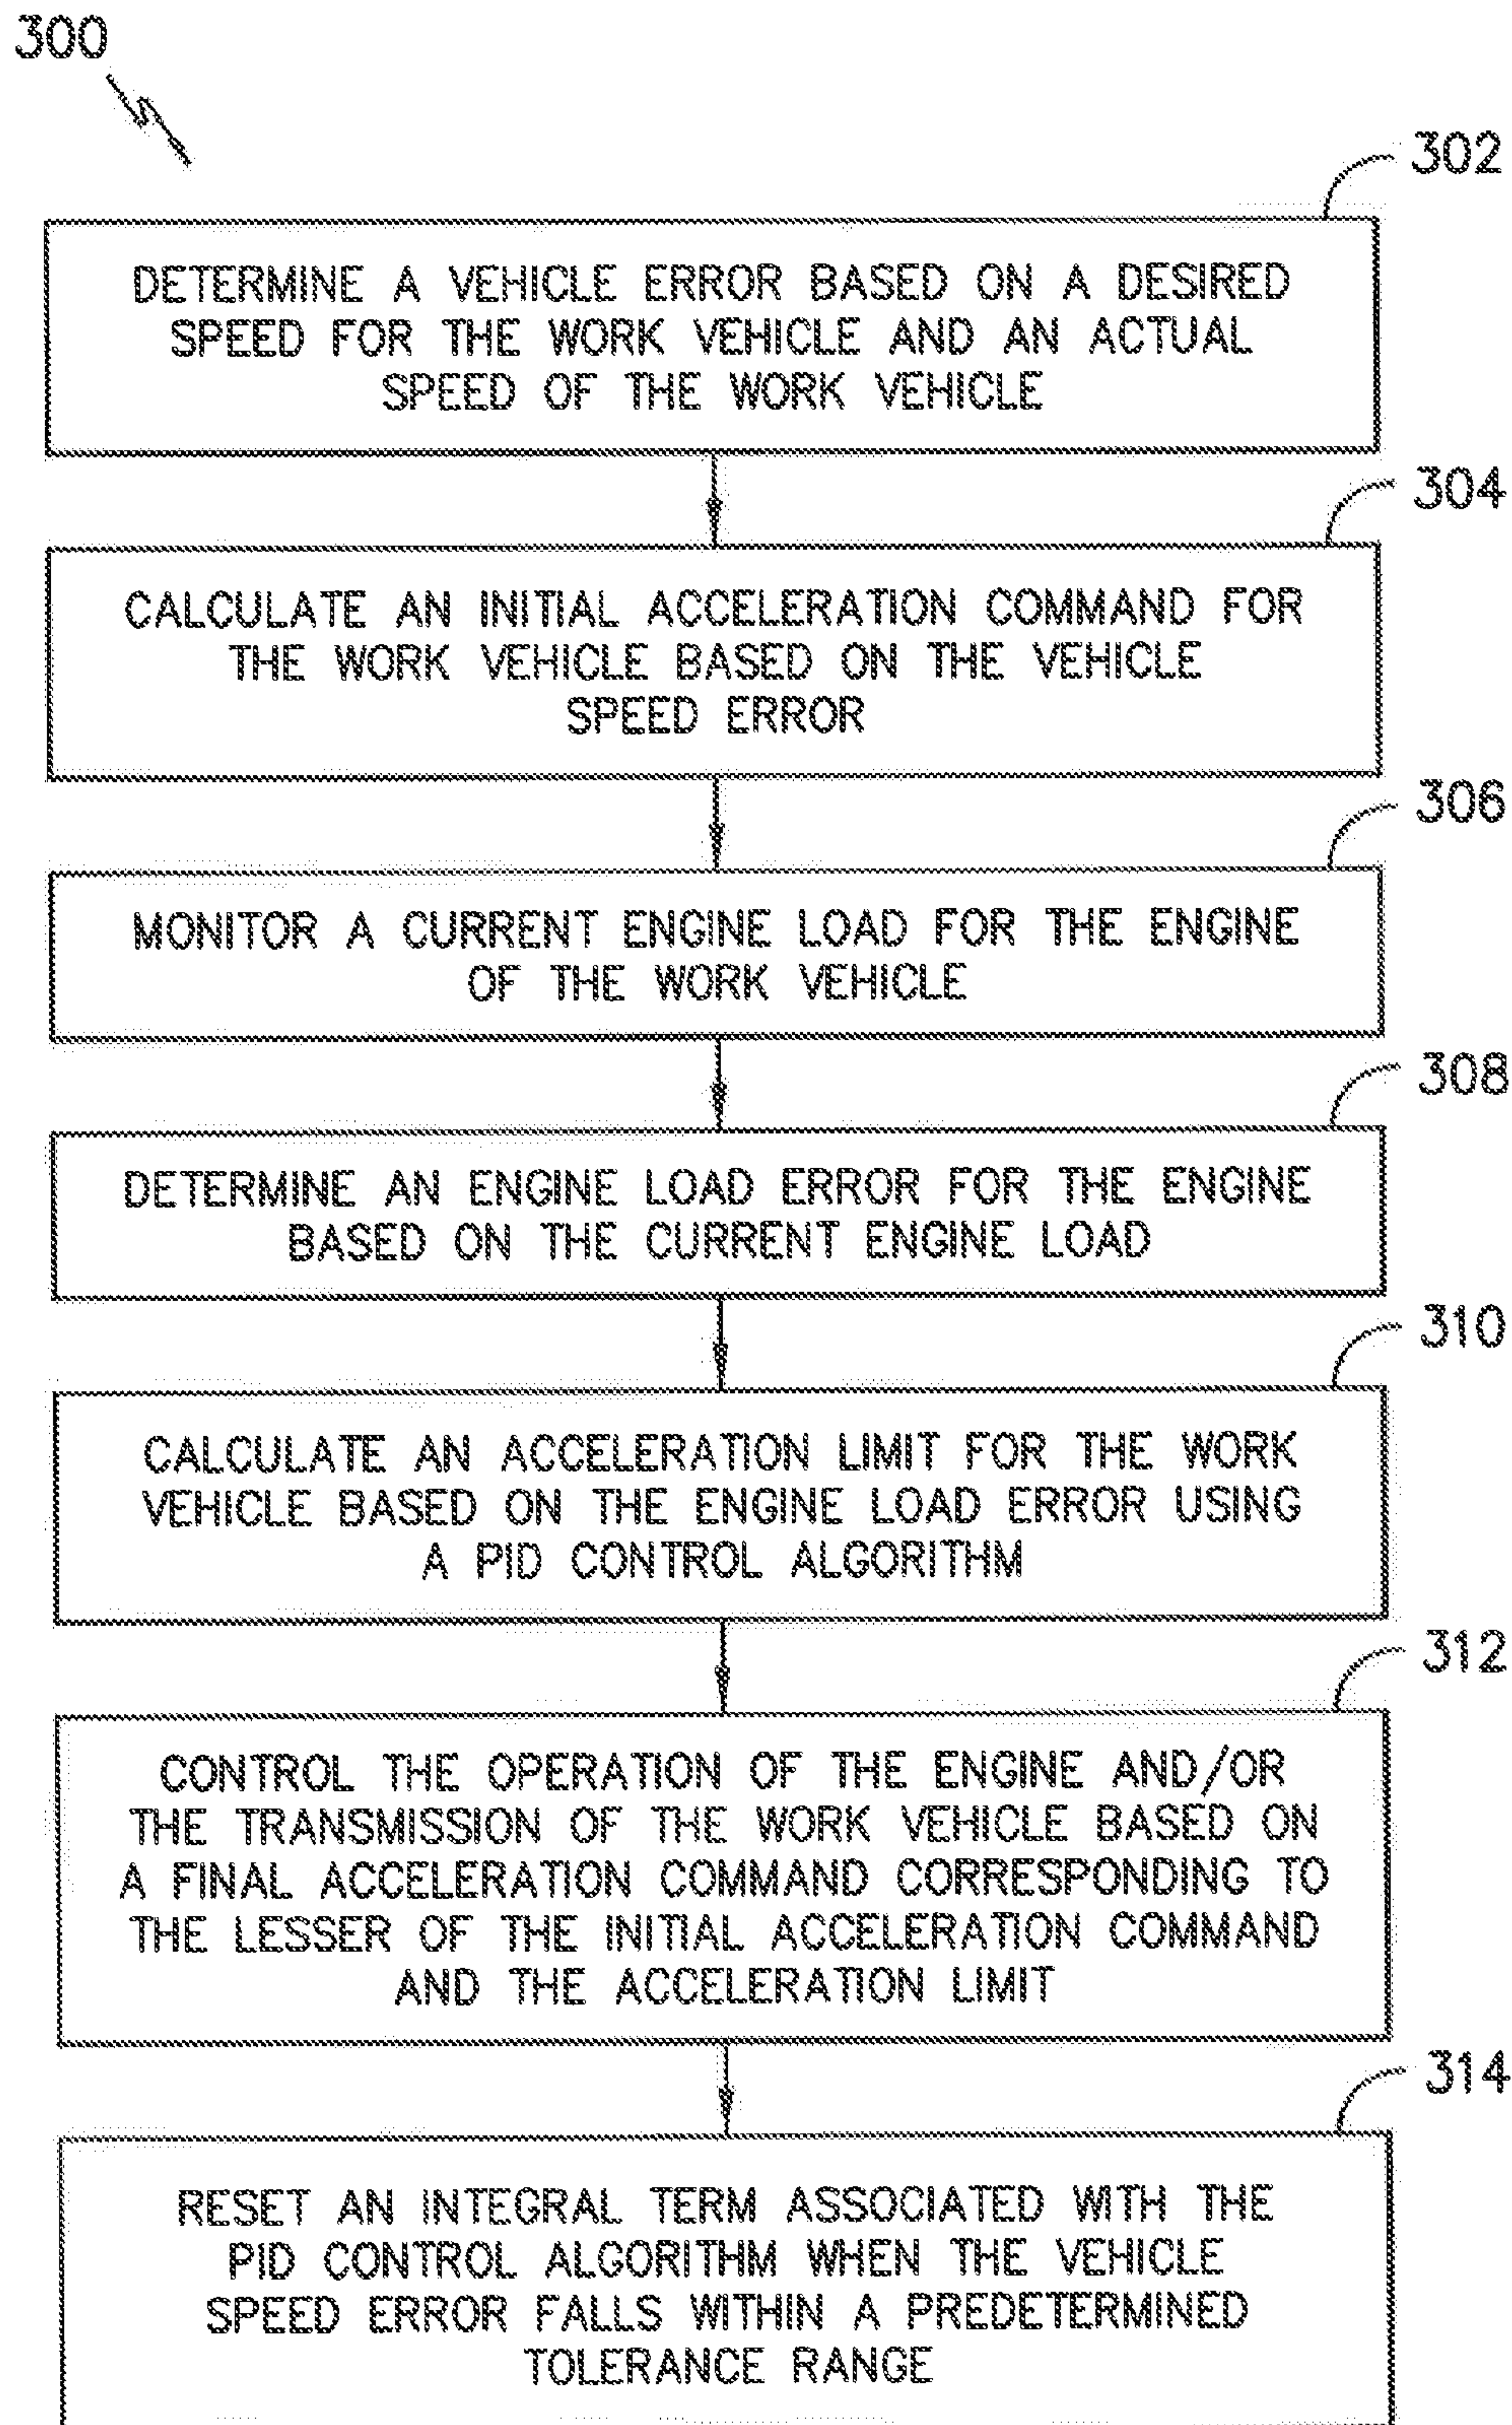 300
302
DETERMINE A VEHICLE ERROR BASED ON A DESIRED
SPEED FOR THE WORK VEHICLE AND AN ACTUAL
SPEED OF THE WORK VEHICLE
304
CALCULATE AN INITIAL ACCELERATION COMMAND FOR
THE WORK VEHICLE BASED ON THE VEHICLE
SPEED ERROR
306
MONITOR A CURRENT ENGINE LOAD FOR THE ENGINE
OF THE WORK VEHICLE
308
DETERMINE AN ENGINE LOAD ERROR FOR THE ENGINE
BASED ON THE CURRENT ENGINE LOAD
310
CALCULATE AN ACCELERATION LIMIT FOR THE WORK
VEHICLE BASED ON THE ENGINE LOAD ERROR USING
A PID CONTROL ALGORITHM
312
CONTROL THE OPERATION OF THE ENGINE AND/OR
THE TRANSMISSION OF THE WORK VEHICLE BASED ON
A FINAL ACCELERATION COMMAND CORRESPONDING TO
THE LESSER OF THE INITIAL ACCELERATION COMMAND
AND THE ACCELERATION LIMIT
314
RESET AN INTEGRAL TERM ASSOCIATED WITH THE
PID CONTROL ALGORITHM WHEN THE VEHICLE
SPEED ERROR FALLS WITHIN A PREDETERMINED
TOLERANCE RANGE